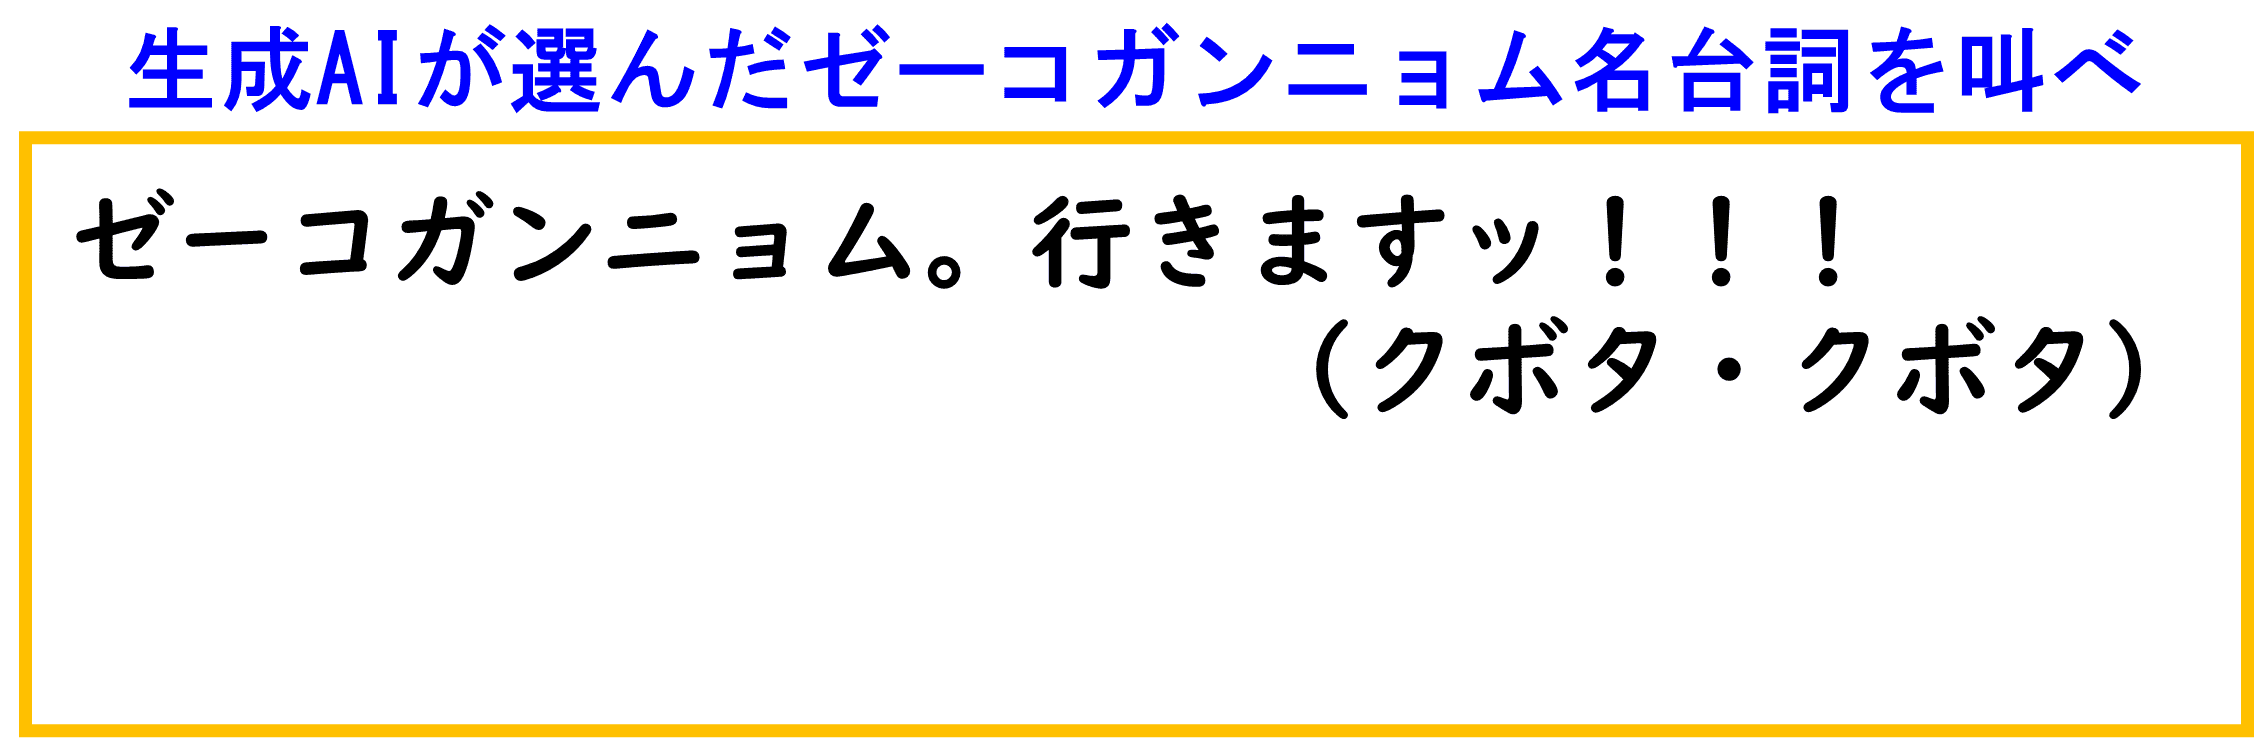 生成AIが選んだゼーコガンニョム名台詞を叫べ
ゼーコガンニョム。行きますッ！！！
（クボタ・クボタ）